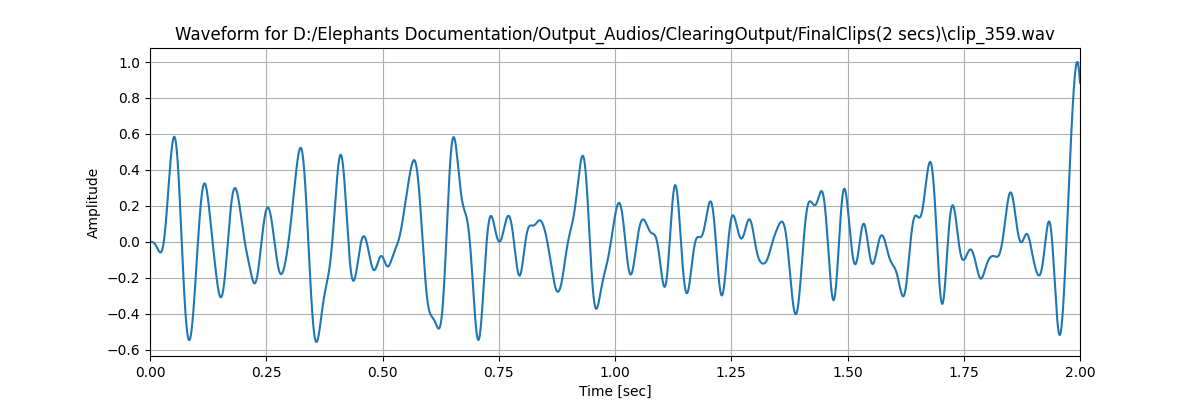 Waveform for D:/Elephants Documentation/Output_Audios/ClearingOutput/FinalClips(2 secs)\clip_359.wav
1.0
0.8
0.6
0.4
0.2
0.0
−0.2
−0.4
−0.6
Amplitude
0.00 0.25 0.50 0.75 1.00 1.25 1.50 1.75 2.00
Time [sec]